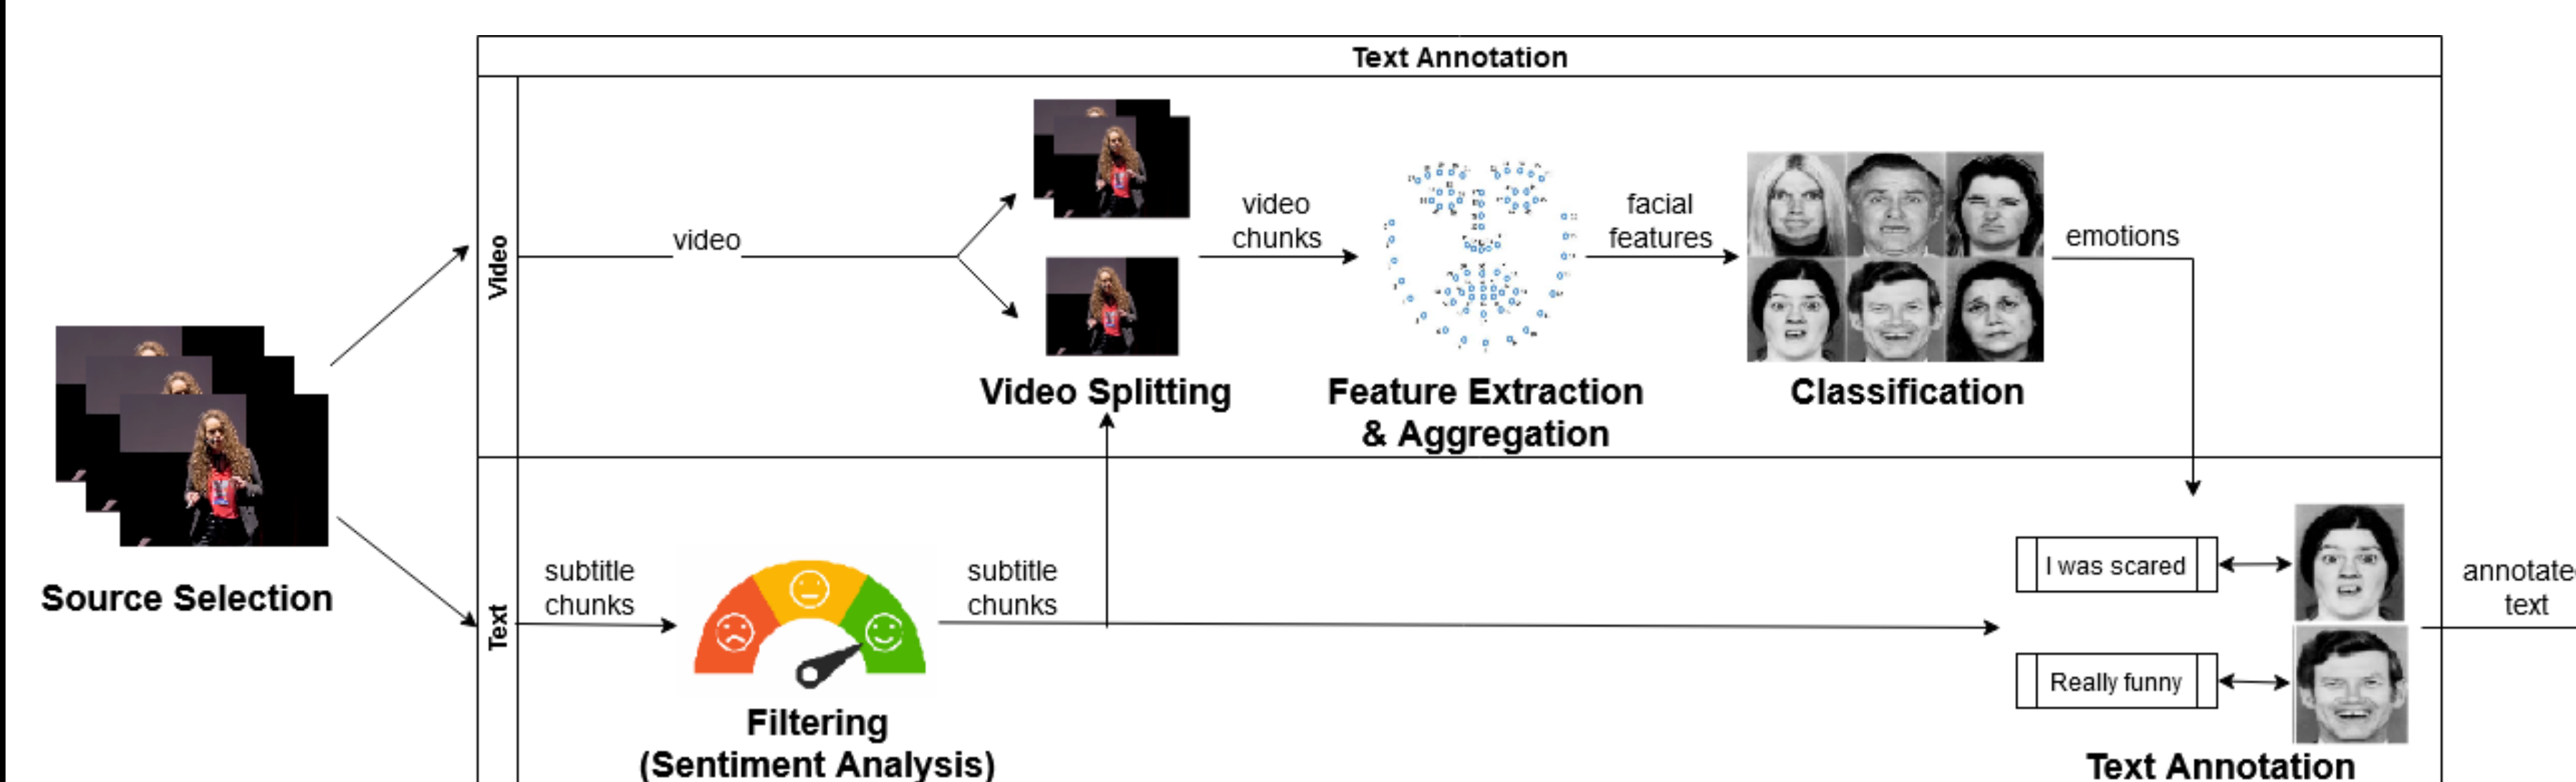 Text Annotation
Video
video
Video Splitting
video
chunks
Feature Extraction
& Aggregation
facial
features
Classification
emotions
Source Selection
Text
subtitle
chunks
Filtering
(Sentiment Analysis)
subtitle
chunks
I was scared
Really funny
Text Annotation
annotate
text